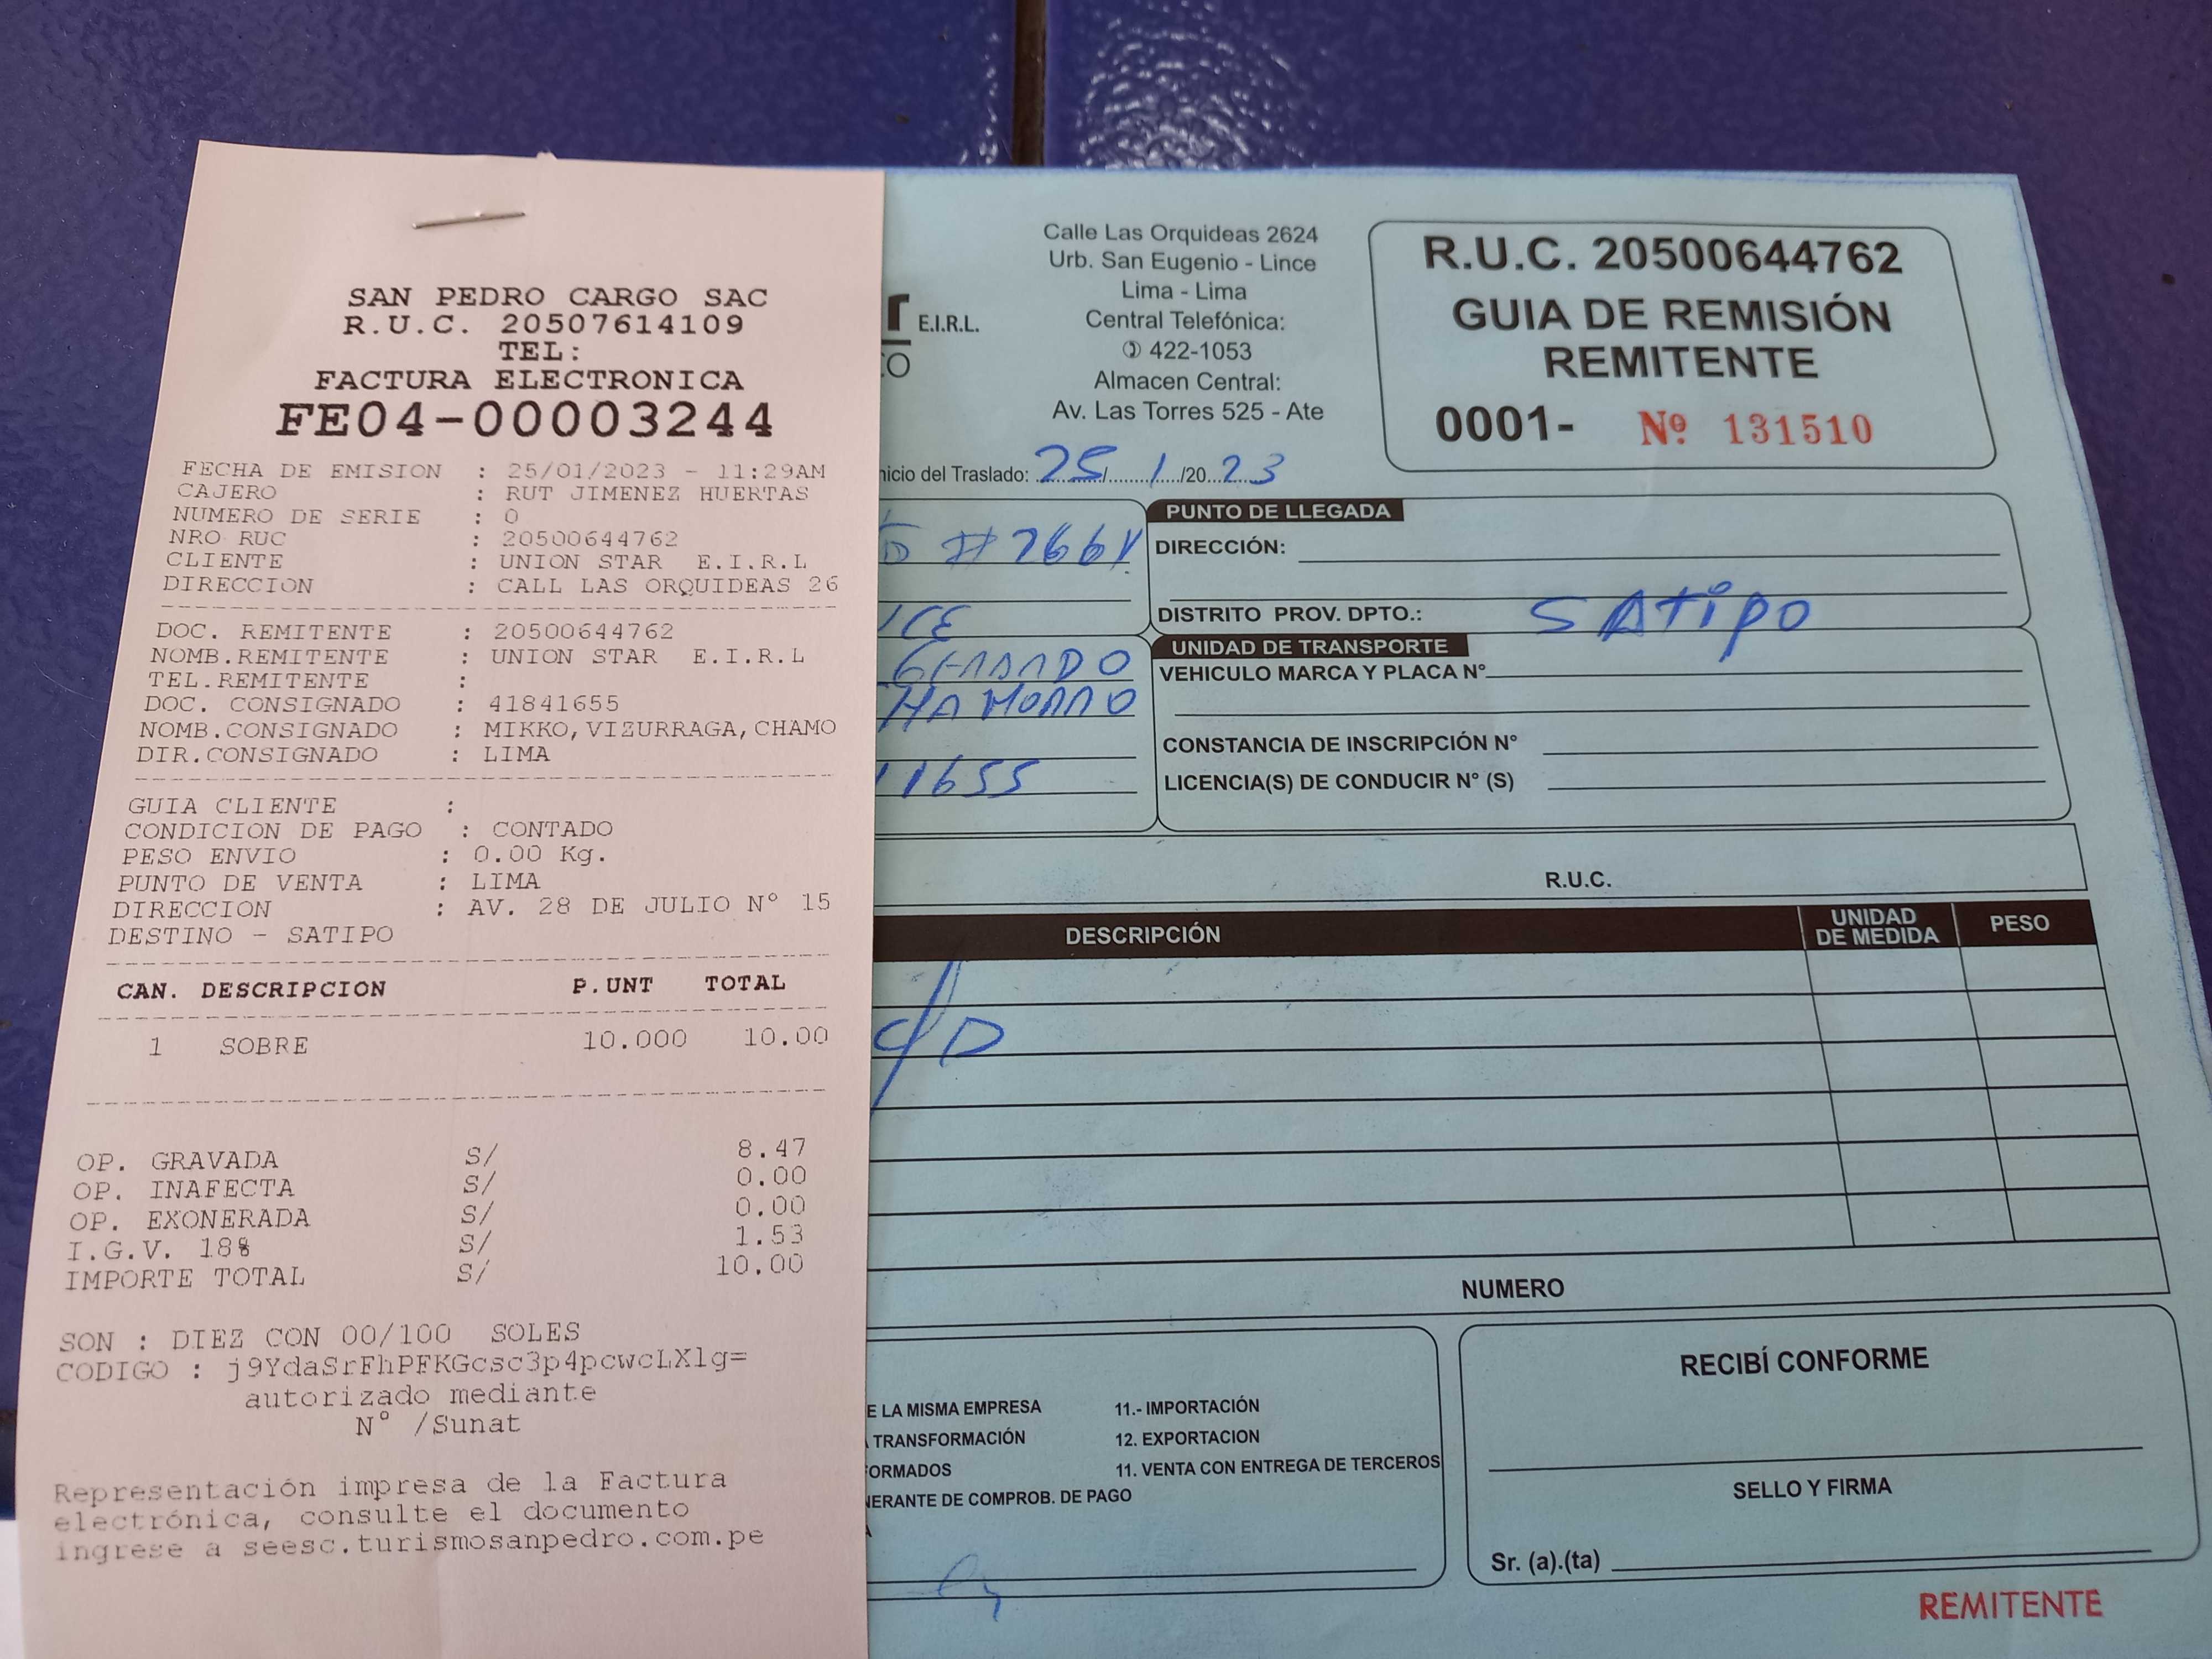 SAN PEDRO CARGO SAC
R.U.C. 20507614109
TEL:
FACTURA ELECTRONICA
FE04-00003244
FECHA DE EMISION : 25/01/2023 - 11:29AM
CAJERO : RUT JIMENEZ HUERTAS
NUMERO DE SERIE : 0
NRO RUC : 20500644762
CLIENTE : UNION STAR E.I.R.L
DIRECCION : CALL LAS ORQUIDEAS 26
DOC. REMITENTE : 20500644762
NOMB.REMITENTE : UNION STAR E.I.R.L
TEL.REMITENTE :
DOC. CONSIGNADO : 41841655
NOMB.CONSIGNADO : MIKKO,VIZURRAGA,CHAMO
DIR.CONSIGNADO : LIMA
GUIA CLIENTE :
CONDICION DE PAGO : CONTADO
PESO ENVIO : 0.00 Kg.
PUNTO DE VENTA : LIMA
DIRECCION : AV. 28 DE JULIO N° 15
DESTINO - SATIPO
CAN. DESCRIPCION P.UNT TOTAL
1 SOBRE 10.000 10.00
OP. GRAVADA S/ 8.47
OP. INAFECTA S/ 0.00
OP. EXONERADA S/ 0.00
I.G.V. 18% S/ 1.53
IMPORTE TOTAL S/ 10.00
SON : DIEZ CON 00/100 SOLES
CODIGO : j9YdaSrFhPFKGcsc3p4pcwcLXlg=
autorizado mediante
N° /Sunat
Representación impresa de la Factura
electrónica, consulte el documento
ingrese a seesc.turismosanpedro.com.pe
r E.I.R.L.
CO
Calle Las Orquideas 2624
Urb. San Eugenio - Lince
Lima - Lima
Central Telefónica:
422-1053
Almacen Central:
Av. Las Torres 525 - Ate
R.U.C. 20500644762
GUIA DE REMISIÓN
REMITENTE
0001- Nº 131510
nicio del Traslado: 25/1/2023
PUNTO DE LLEGADA
DIRECCIÓN:
DISTRITO PROV. DPTO.: SATIPO
CE
HAMORRO
1655
UNIDAD DE TRANSPORTE
VEHICULO MARCA Y PLACA N°
CONSTANCIA DE INSCRIPCIÓN N°
LICENCIA(S) DE CONDUCIR N° (S)
R.U.C.
DESCRIPCIÓN UNIDAD DE MEDIDA PESO
NUMERO
E LA MISMA EMPRESA 11.- IMPORTACIÓN
TRANSFORMACIÓN 12. EXPORTACION
FORMADOS 11. VENTA CON ENTREGA DE TERCEROS
NERANTE DE COMPROB. DE PAGO
RECIBÍ CONFORME
SELLO Y FIRMA
Sr. (a).(ta)
REMITENTE